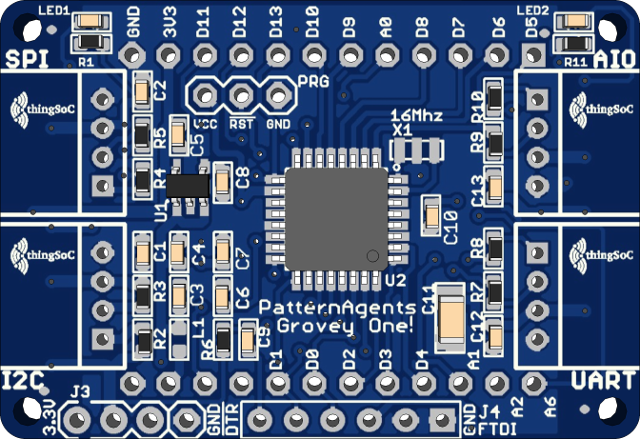 LED1
LED2
GND 3V3 D11 D12 D13 D10 D9 A0 D8 D7 D6 D5
SPI
R1
R11
AIO
PRG
C2
VCC RST GND
16Mhz
X1
R10
thingSoC
thingSoC
R5
C5
R9
R4
U1
C8
C13
C10
thingSoC
thingSoC
C1
C4
C7
R8
U2
R3
C3
C6
C11
R7
PatternAgents
Grovey One!
R2
L1
R6
C9
C12
D1 D0 D2 D3 D4 A1 A2 A6
I2C
UART
J3
3.3V
GND
DTR
GND
J4
FTDI